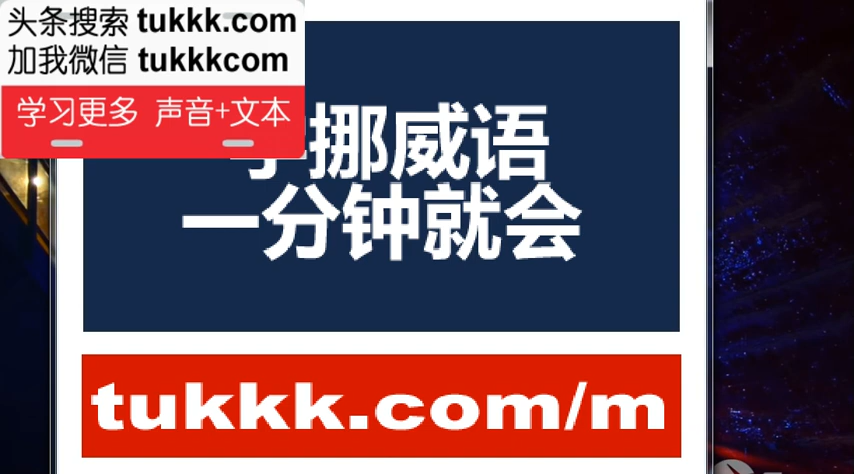 头条搜索 tukkk.com
加我微信 tukkkcom
学习更多 声音+文本
挪威语
一分钟就会
tukkk.com/m